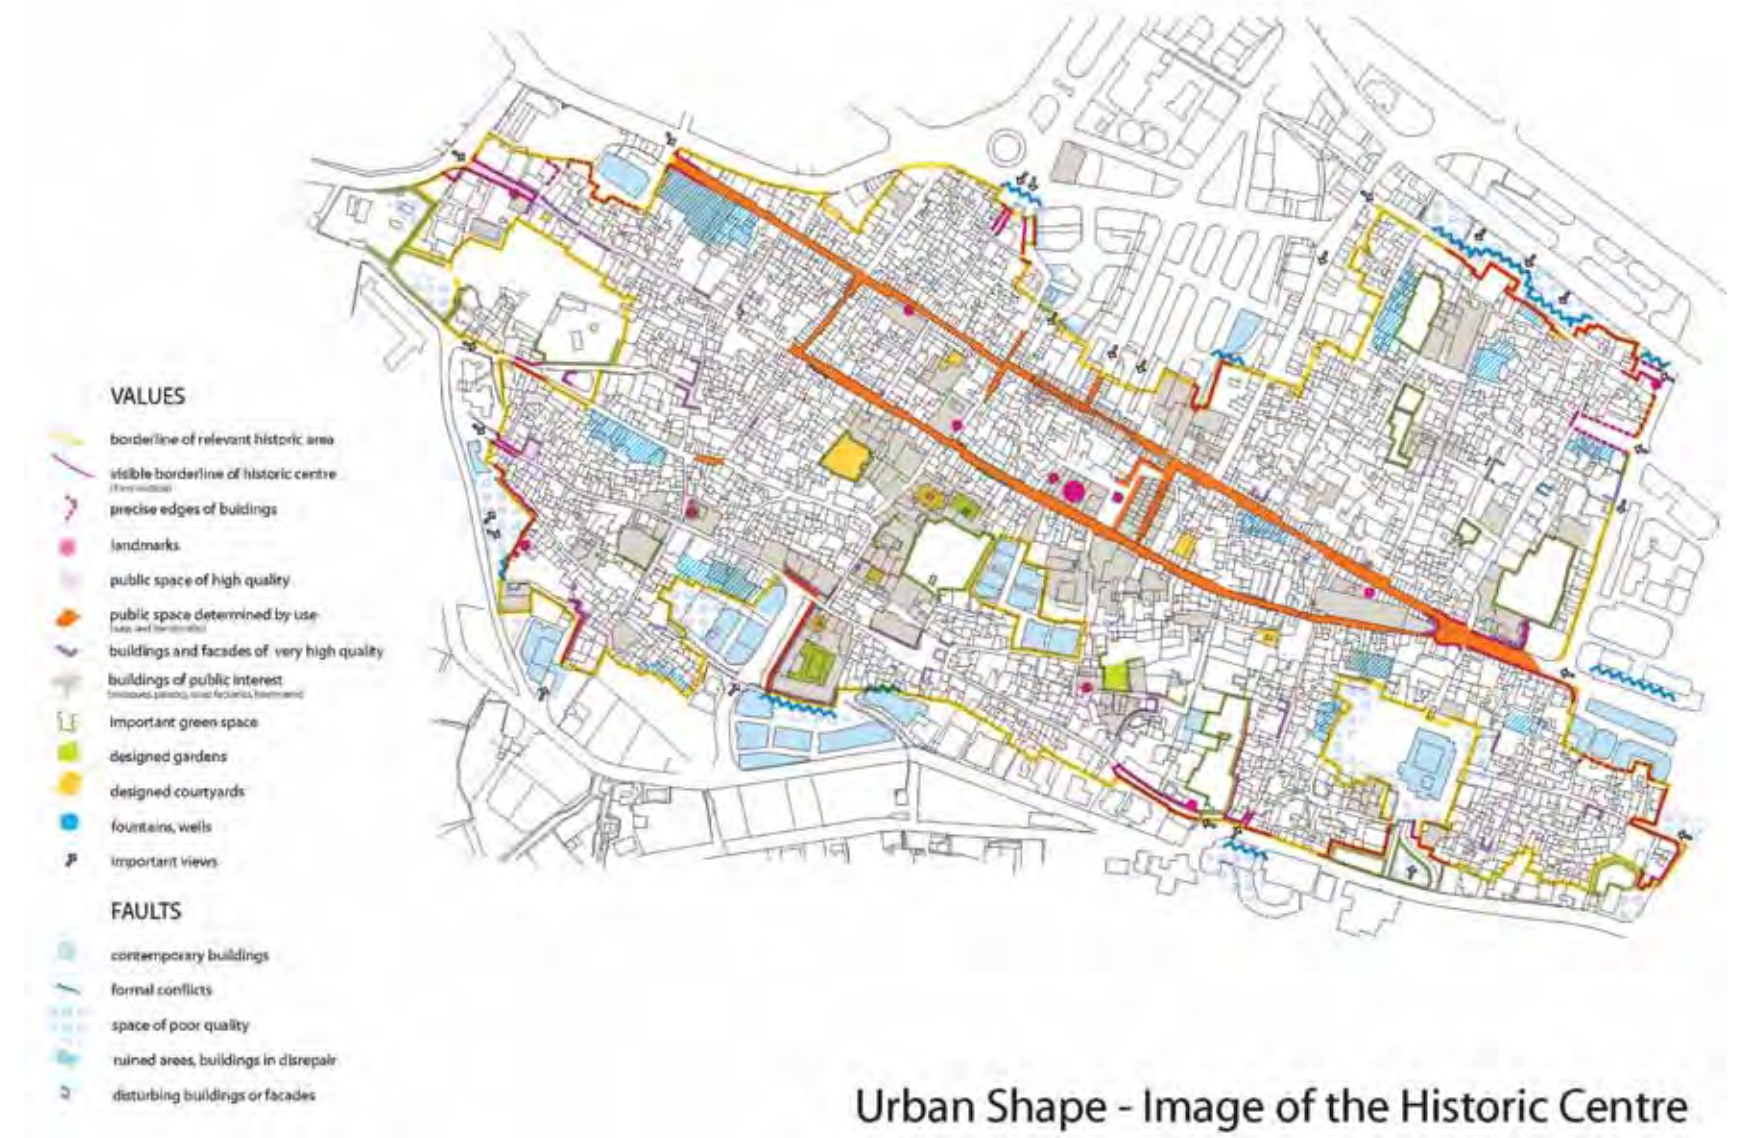 VALUES
borderline of relevant historic area
visible borderline of historic centre
precise edges of buildings
landmarks
public space of high quality
public space determined by use
buildings and facades of very high quality
buildings of public interest
important green space
designed gardens
designed courtyards
fountains, wells
important views
FAULTS
contemporary buildings
formal conflicts
space of poor quality
ruined areas, buildings in disrepair
disturbing buildings or facades
Urban Shape - Image of the Historic Centre